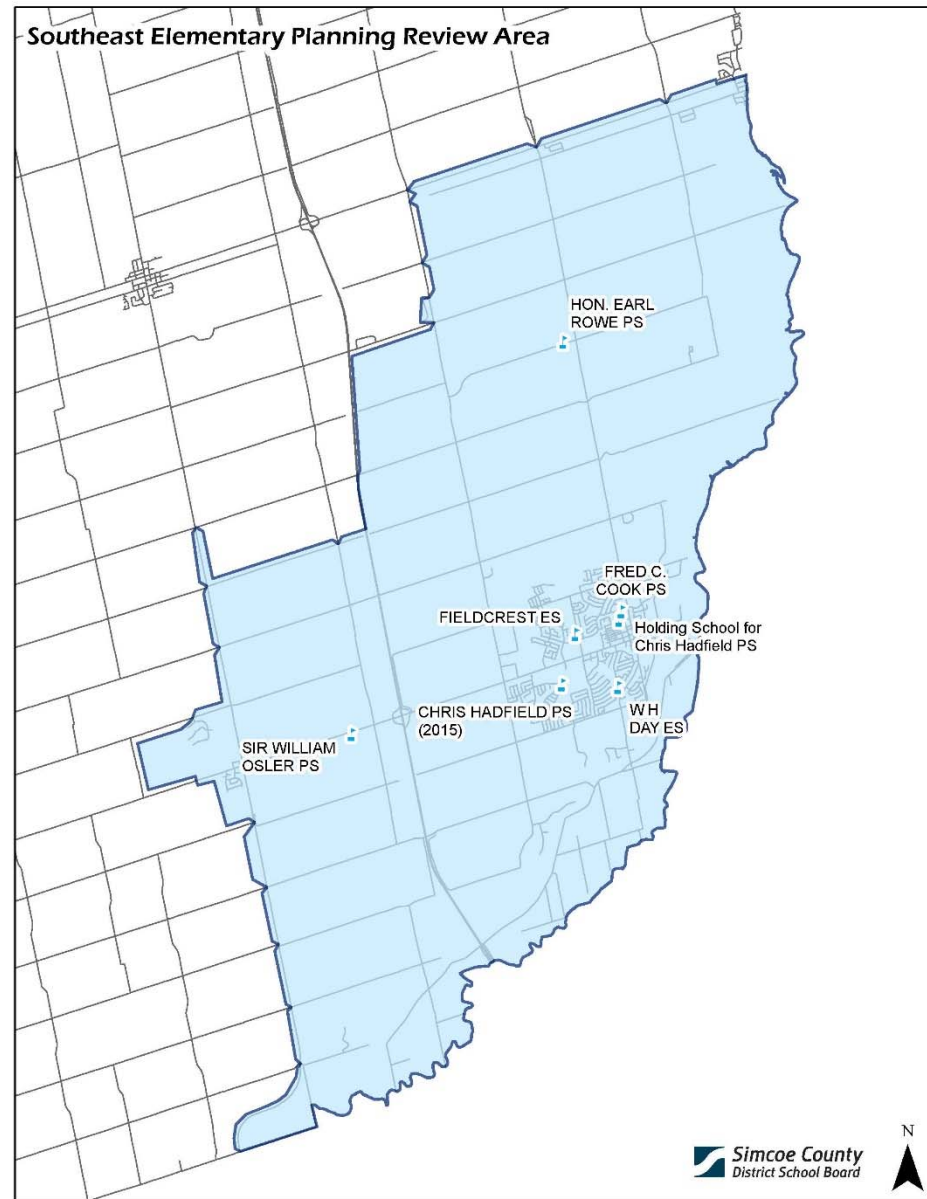 Southeast Elementary Planning Review Area
HON. EARL
ROWE PS
FRED C.
COOK PS
FIELDCREST ES
Holding School for
Chris Hadfield PS
CHRIS HADFIELD PS
(2015)
W H
DAY ES
SIR WILLIAM
OSLER PS
Simcoe County
District School Board
N